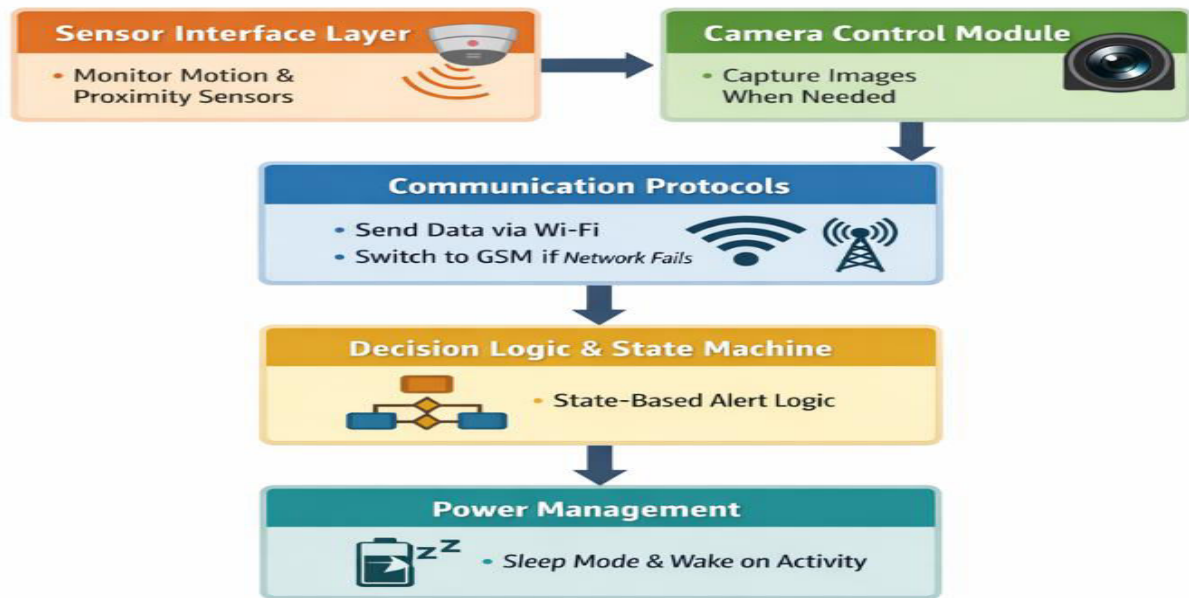 Sensor Interface Layer
• Monitor Motion &
Proximity Sensors
Camera Control Module
• Capture Images
When Needed
Communication Protocols
• Send Data via Wi-Fi
• Switch to GSM if Network Fails
Decision Logic & State Machine
• State-Based Alert Logic
Power Management
zz
• Sleep Mode & Wake on Activity